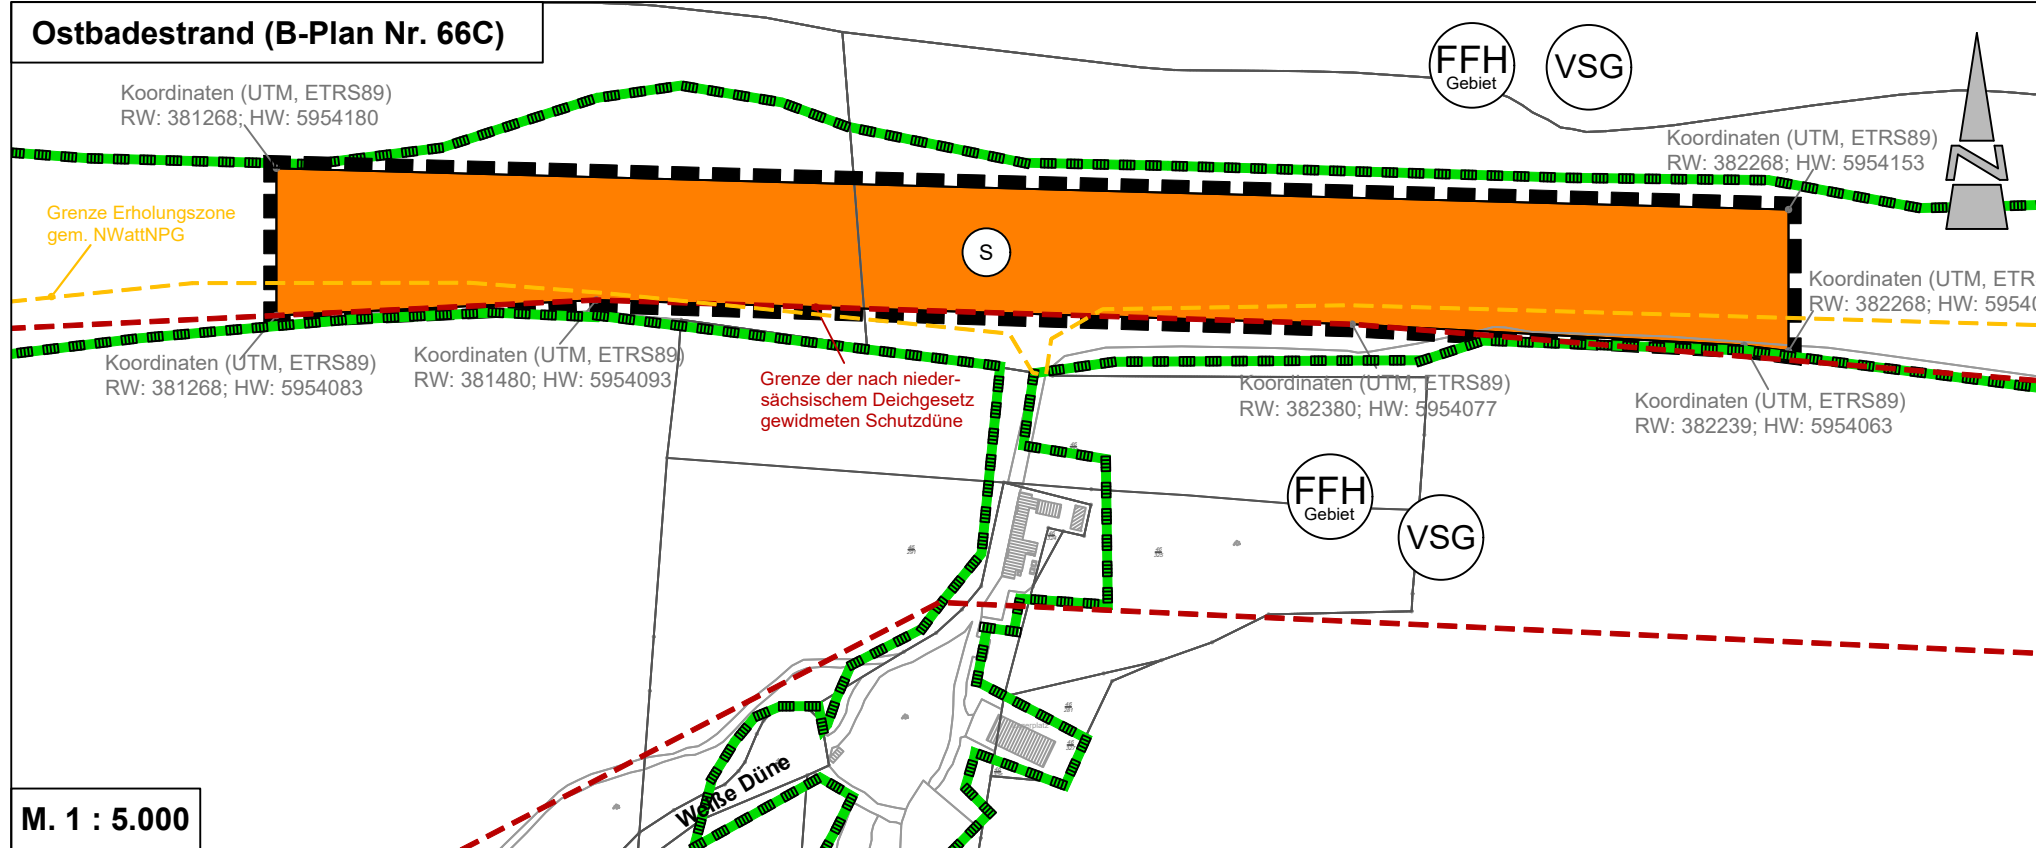 Ostbadestrand (B-Plan Nr. 66C)
FFH
Gebiet
VSG
Koordinaten (UTM, ETRS89)
RW: 381268; HW: 5954180
Koordinaten (UTM, ETRS89)
RW: 382268; HW: 5954153
N
Grenze Erholungszone
gem. NWattNPG
S
Koordinaten (UTM, ETR
RW: 382268; HW: 5954
Koordinaten (UTM, ETRS89)
RW: 381268; HW: 5954083
Koordinaten (UTM, ETRS89)
RW: 381480; HW: 5954093
Grenze der nach nieder-
sächsischem Deichgesetz
gewidmeten Schutzdüne
Koordinaten (UTM, ETRS89)
RW: 382380; HW: 5954077
Koordinaten (UTM, ETRS89)
RW: 382239; HW: 5954063
FFH
Gebiet
VSG
Weiße Düne
M. 1 : 5.000